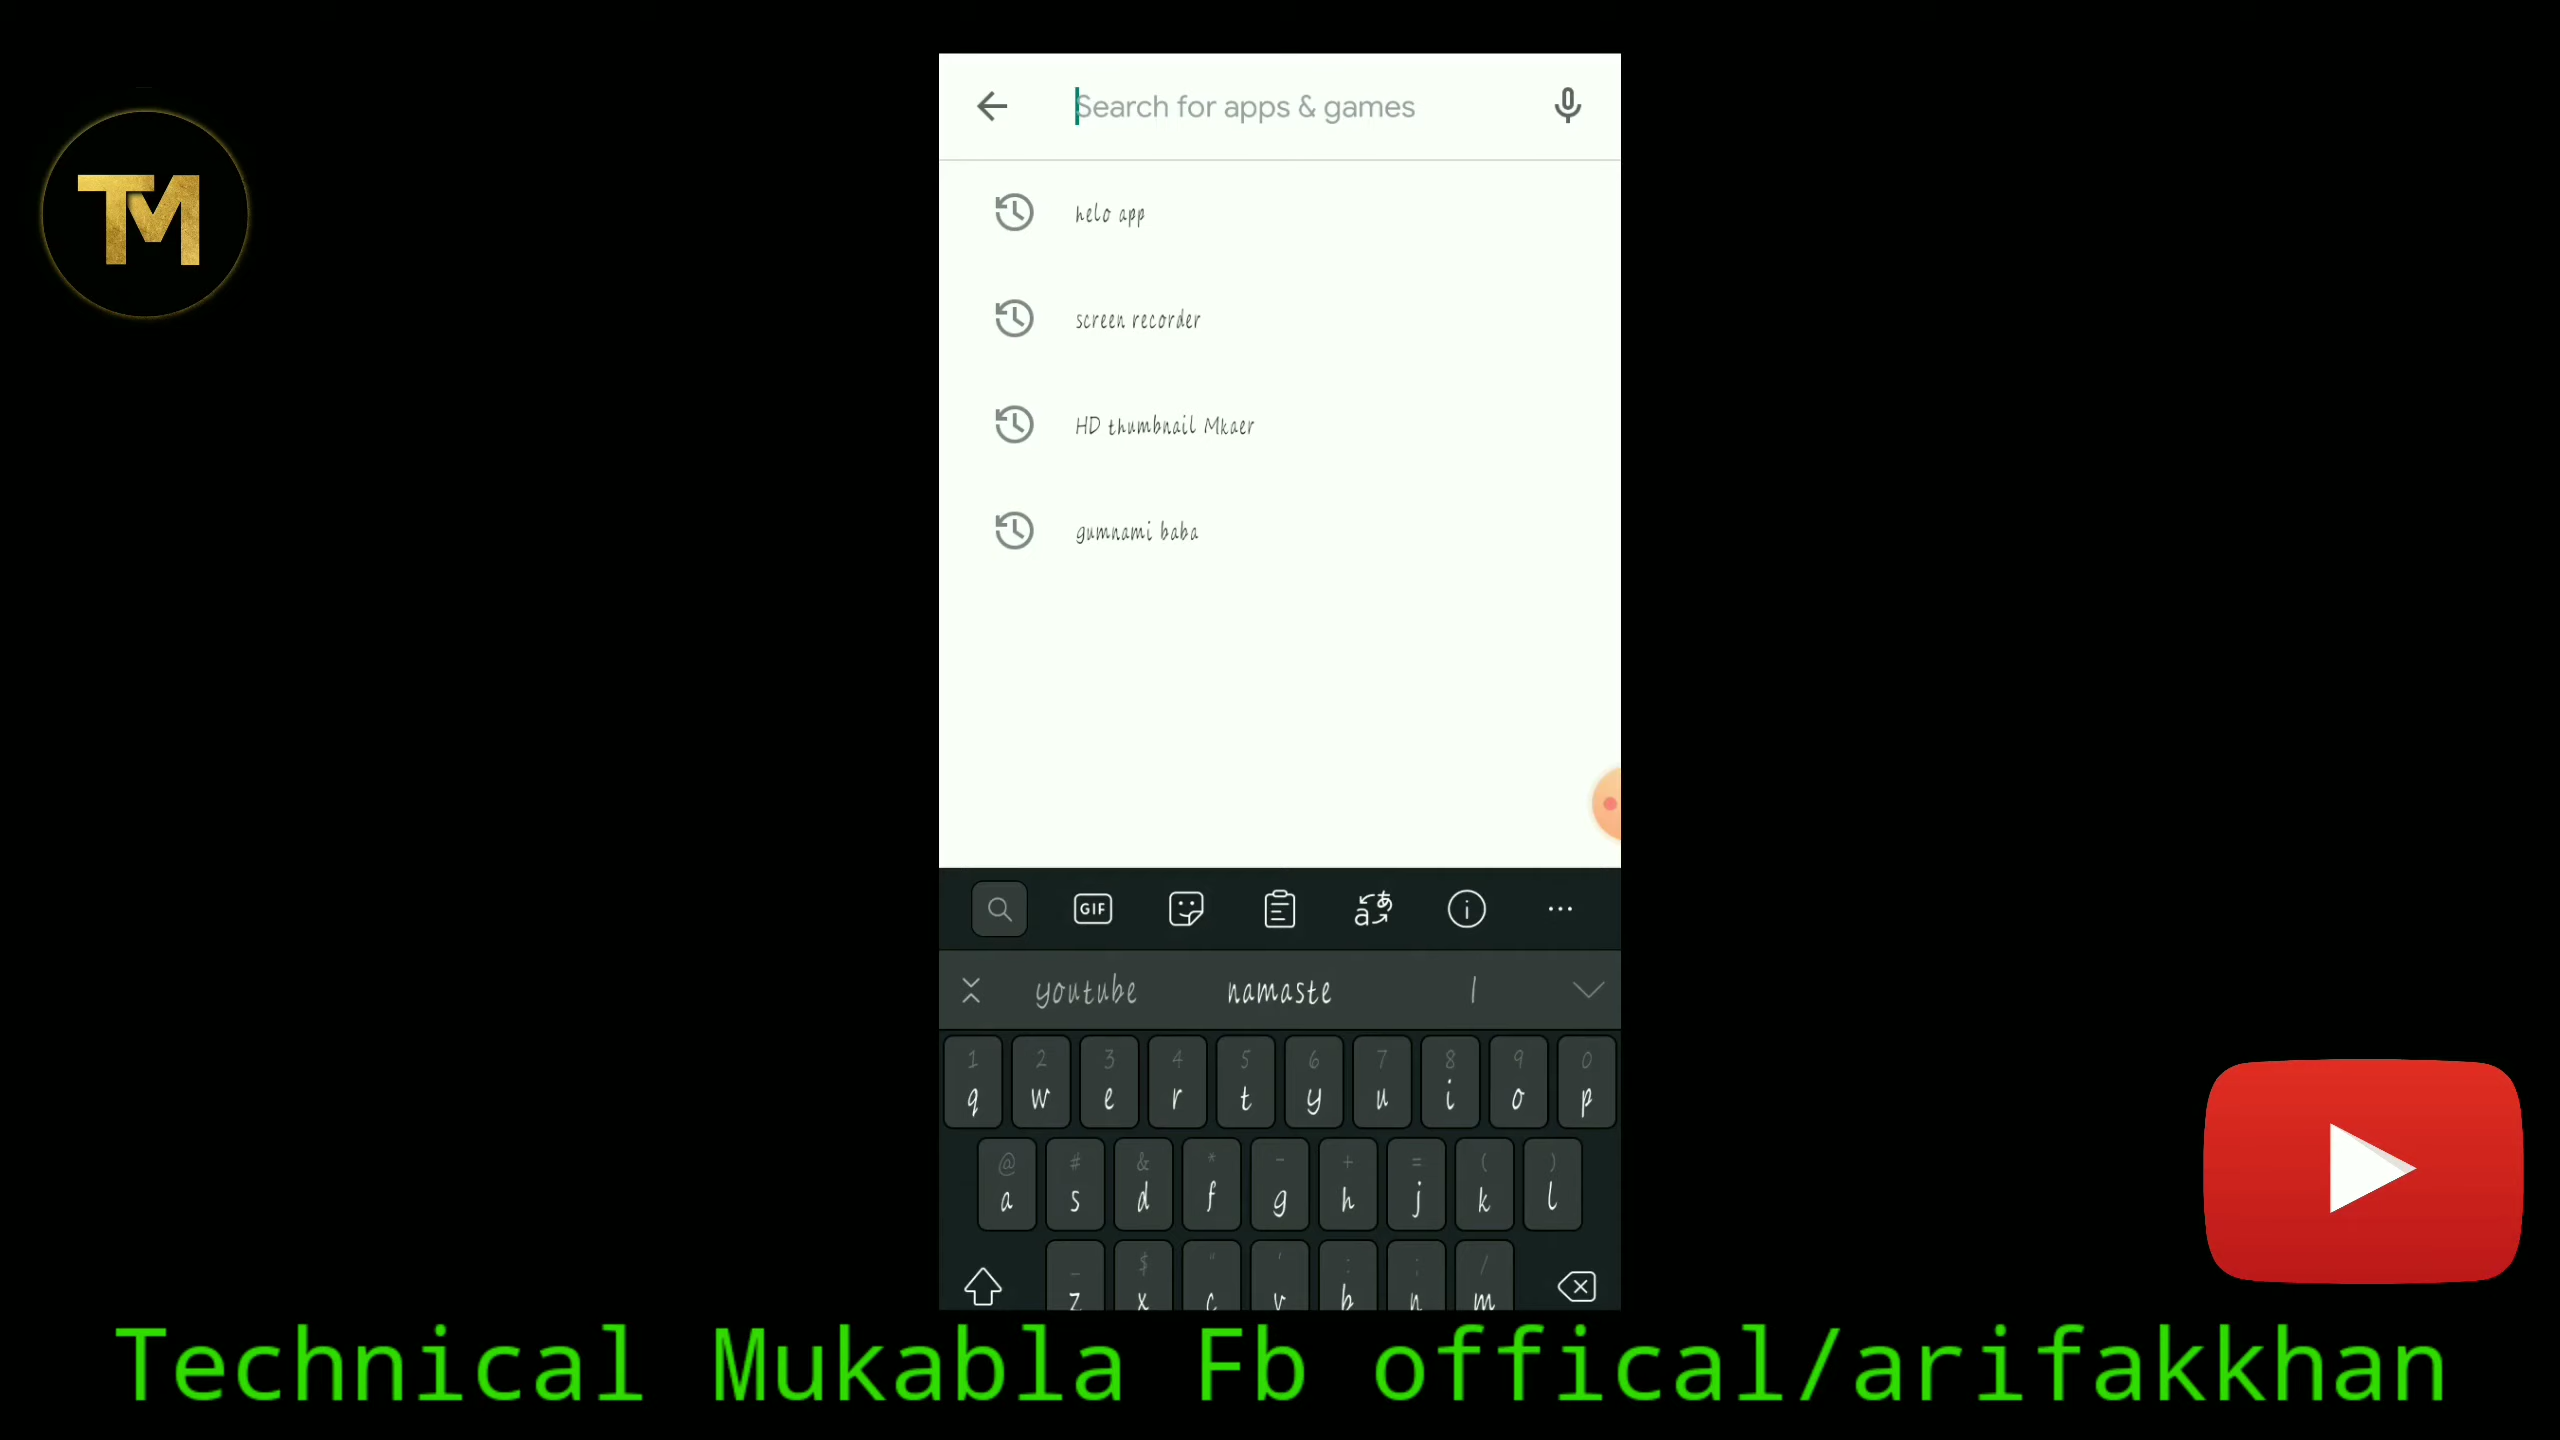 TM
Search for apps & games
helo app
screen recorder
HD thumbnail Mkaer
gumnami baba
GIF
youtube namaste I
1 2 3 4 5 6 7 8 9 0
q w e r t y u i o p
@ # & * - + = ( )
a s d f g h j k l
_ $ " ' : ; /
z x c v b n m
Technical Mukabla Fb offical/arifakkhan